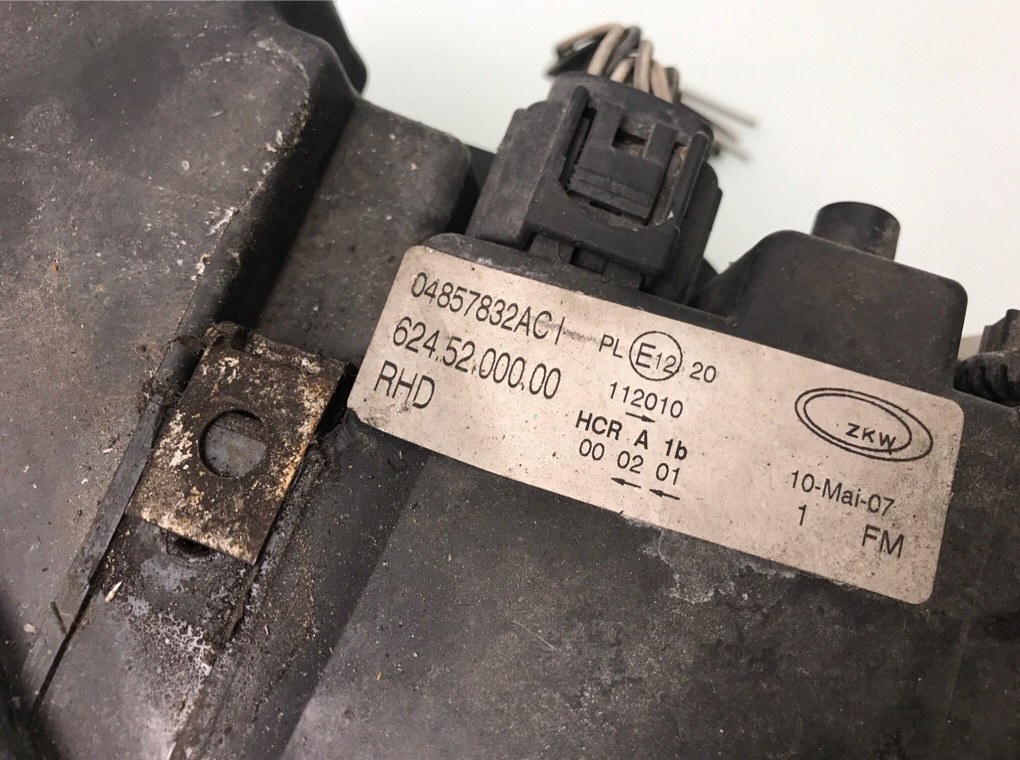 04857832AC I
624.52.000.00
RHD
PL E12 20
112010
→
HCR A 1b
00 02 01
← ←
ZKW
10-Mai-07
1 FM